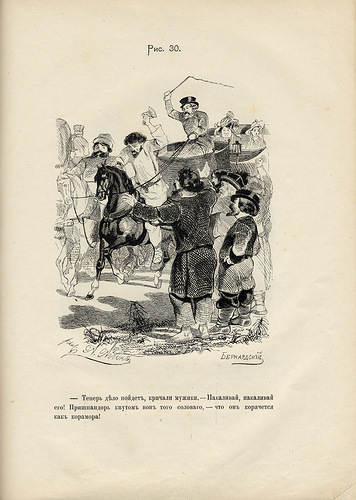 Рис. 30.
Е.БЕРНАРДСКІЙ
— Теперь дѣло пойдетъ, кричали мужики. — Накаливай, накаливай
его! Пришпандорь кнутомъ вонъ того солового, — что онъ корячется
какъ корамора!